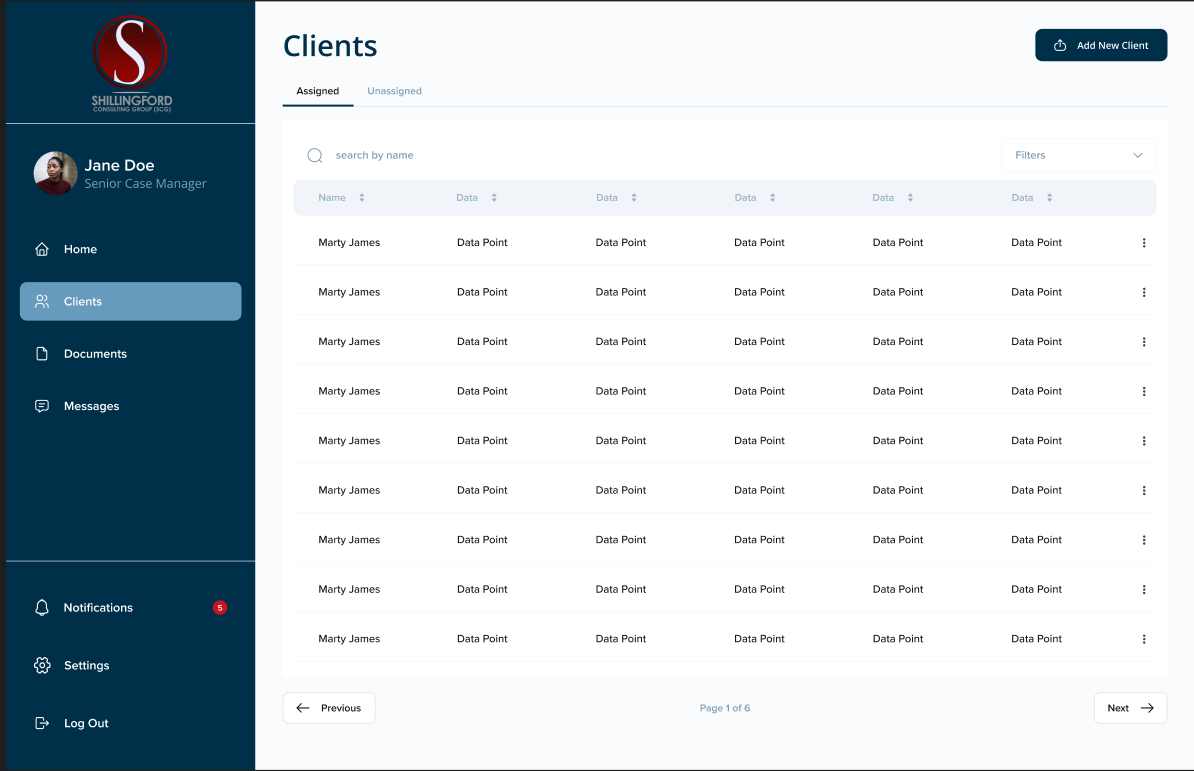 S
SHILLINGFORD
CONSULTING GROUP (SCG)
Jane Doe
Senior Case Manager
Home
Clients
Documents
Messages
Notifications 5
Settings
Log Out
Clients
Add New Client
Assigned Unassigned
search by name Filters
Name Data Data Data Data Data
Marty James Data Point Data Point Data Point Data Point Data Point
Marty James Data Point Data Point Data Point Data Point Data Point
Marty James Data Point Data Point Data Point Data Point Data Point
Marty James Data Point Data Point Data Point Data Point Data Point
Marty James Data Point Data Point Data Point Data Point Data Point
Marty James Data Point Data Point Data Point Data Point Data Point
Marty James Data Point Data Point Data Point Data Point Data Point
Marty James Data Point Data Point Data Point Data Point Data Point
Marty James Data Point Data Point Data Point Data Point Data Point
Previous Page 1 of 6 Next